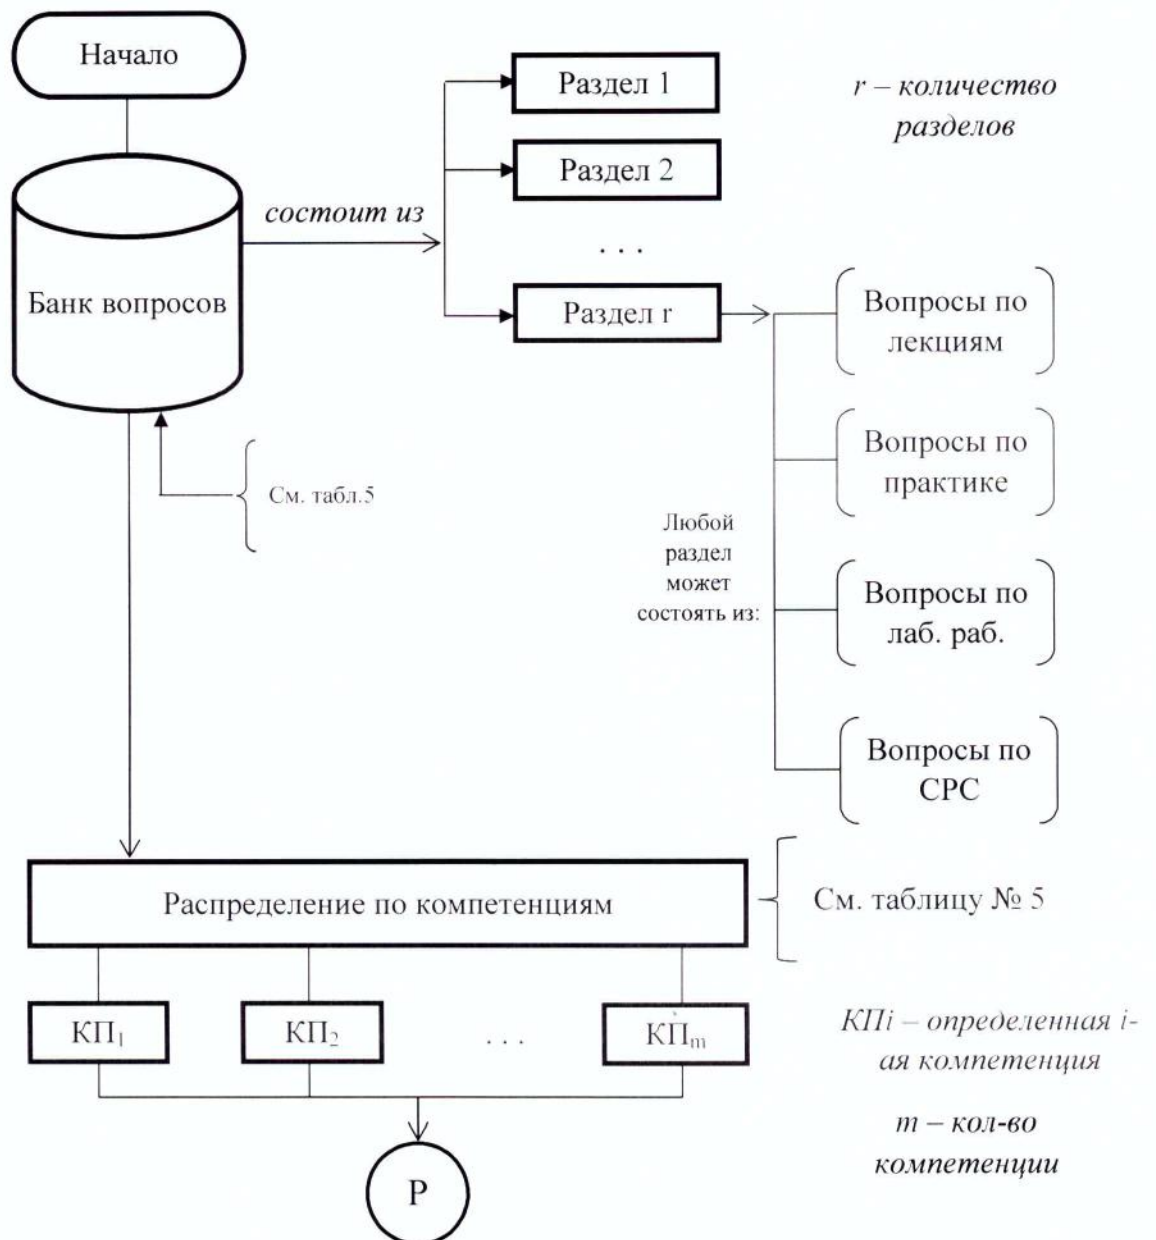 Начало
Раздел 1
r – количество
разделов
Раздел 2
состоит из
. . .
Банк вопросов
Раздел r
Вопросы по
лекциям
Вопросы по
практике
См. табл.5
Любой
раздел
может
состоять из:
Вопросы по
лаб. раб.
Вопросы по
СРС
Распределение по компетенциям
См. таблицу № 5
КП₁
КП₂
. . .
КПₘ
КПi – определенная i-
ая компетенция
m – кол-во
компетенции
Р